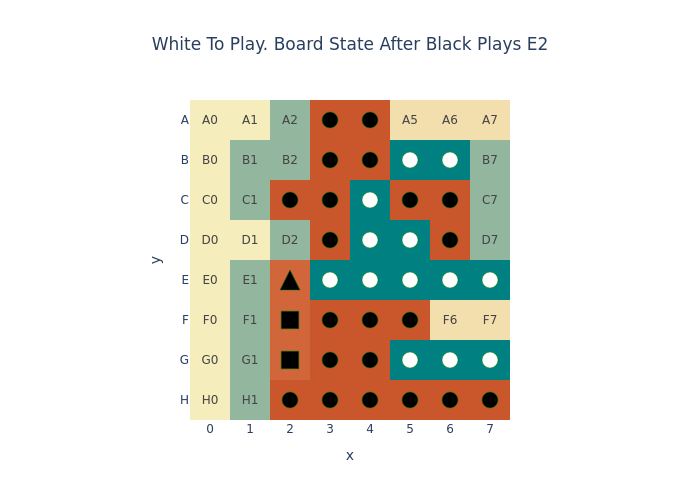 White To Play. Board State After Black Plays E2
A A0 A1 A2 A5 A6 A7
B B0 B1 B2 B7
C C0 C1 C7
D D0 D1 D2 D7
E E0 E1
F F0 F1 F6 F7
G G0 G1
H H0 H1
0 1 2 3 4 5 6 7
x
y